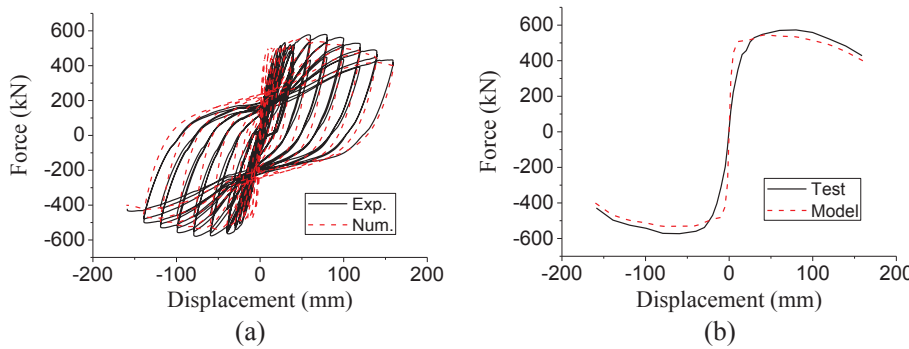 600
400
200
0
-200
-400
-600
Force (kN)
Exp.
Num.
-200 -100 0 100 200
Displacement (mm)
(a)
600
400
200
0
-200
-400
-600
Force (kN)
Test
Model
-200 -100 0 100 200
Displacement (mm)
(b)